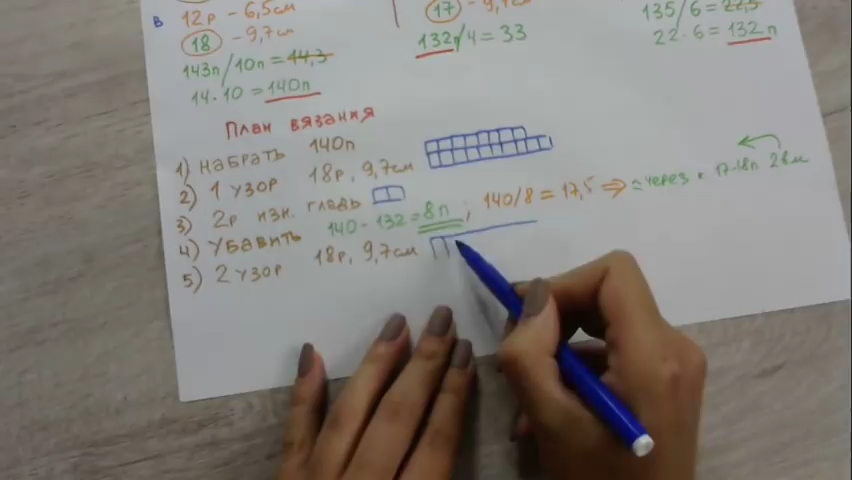 в 12р - 6,5см
18 - 9,7см
143п/10п = 14,3
14.10 = 140п
17
132п/4 = 33
135/6 = 22,5
22.6 = 132п
План вязания
1) набрать 140п
2) 1 узор 18р, 9,7см
3) 2р изн. гладь
4) убавить 140 - 132 = 8п ; 140/8 = 17,5 ⇒ ≈ через 17-18п 2вм
5) 2 узор 18р, 9,7см